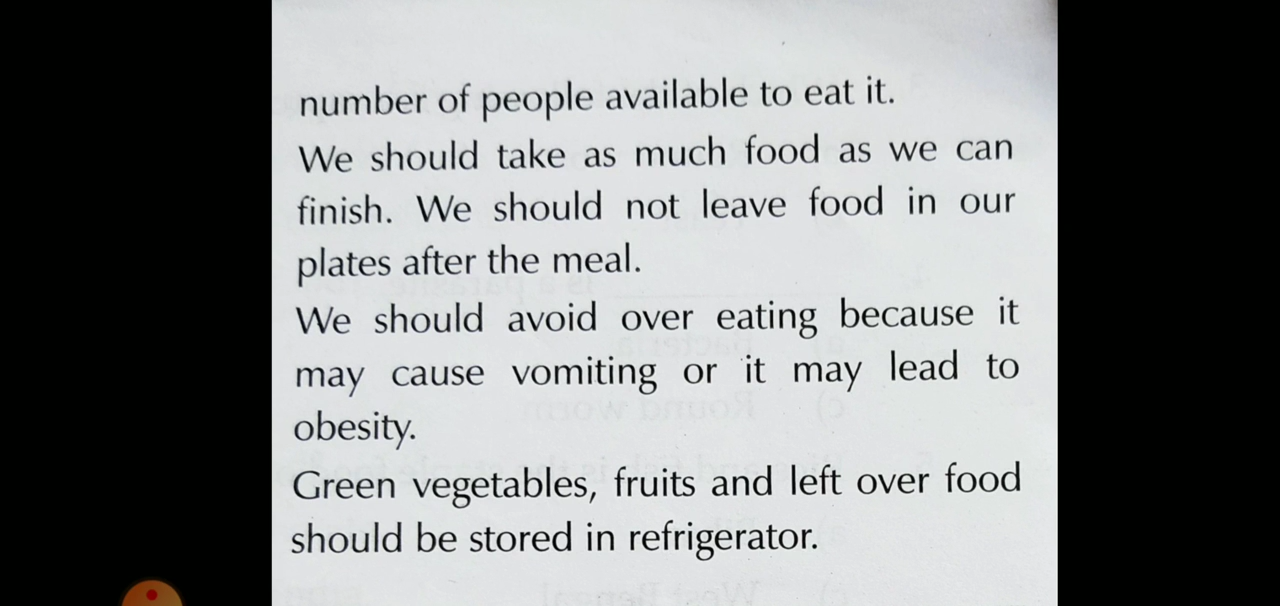 number of people available to eat it.
We should take as much food as we can
finish. We should not leave food in our
plates after the meal.
We should avoid over eating because it
may cause vomiting or it may lead to
obesity.
Green vegetables, fruits and left over food
should be stored in refrigerator.